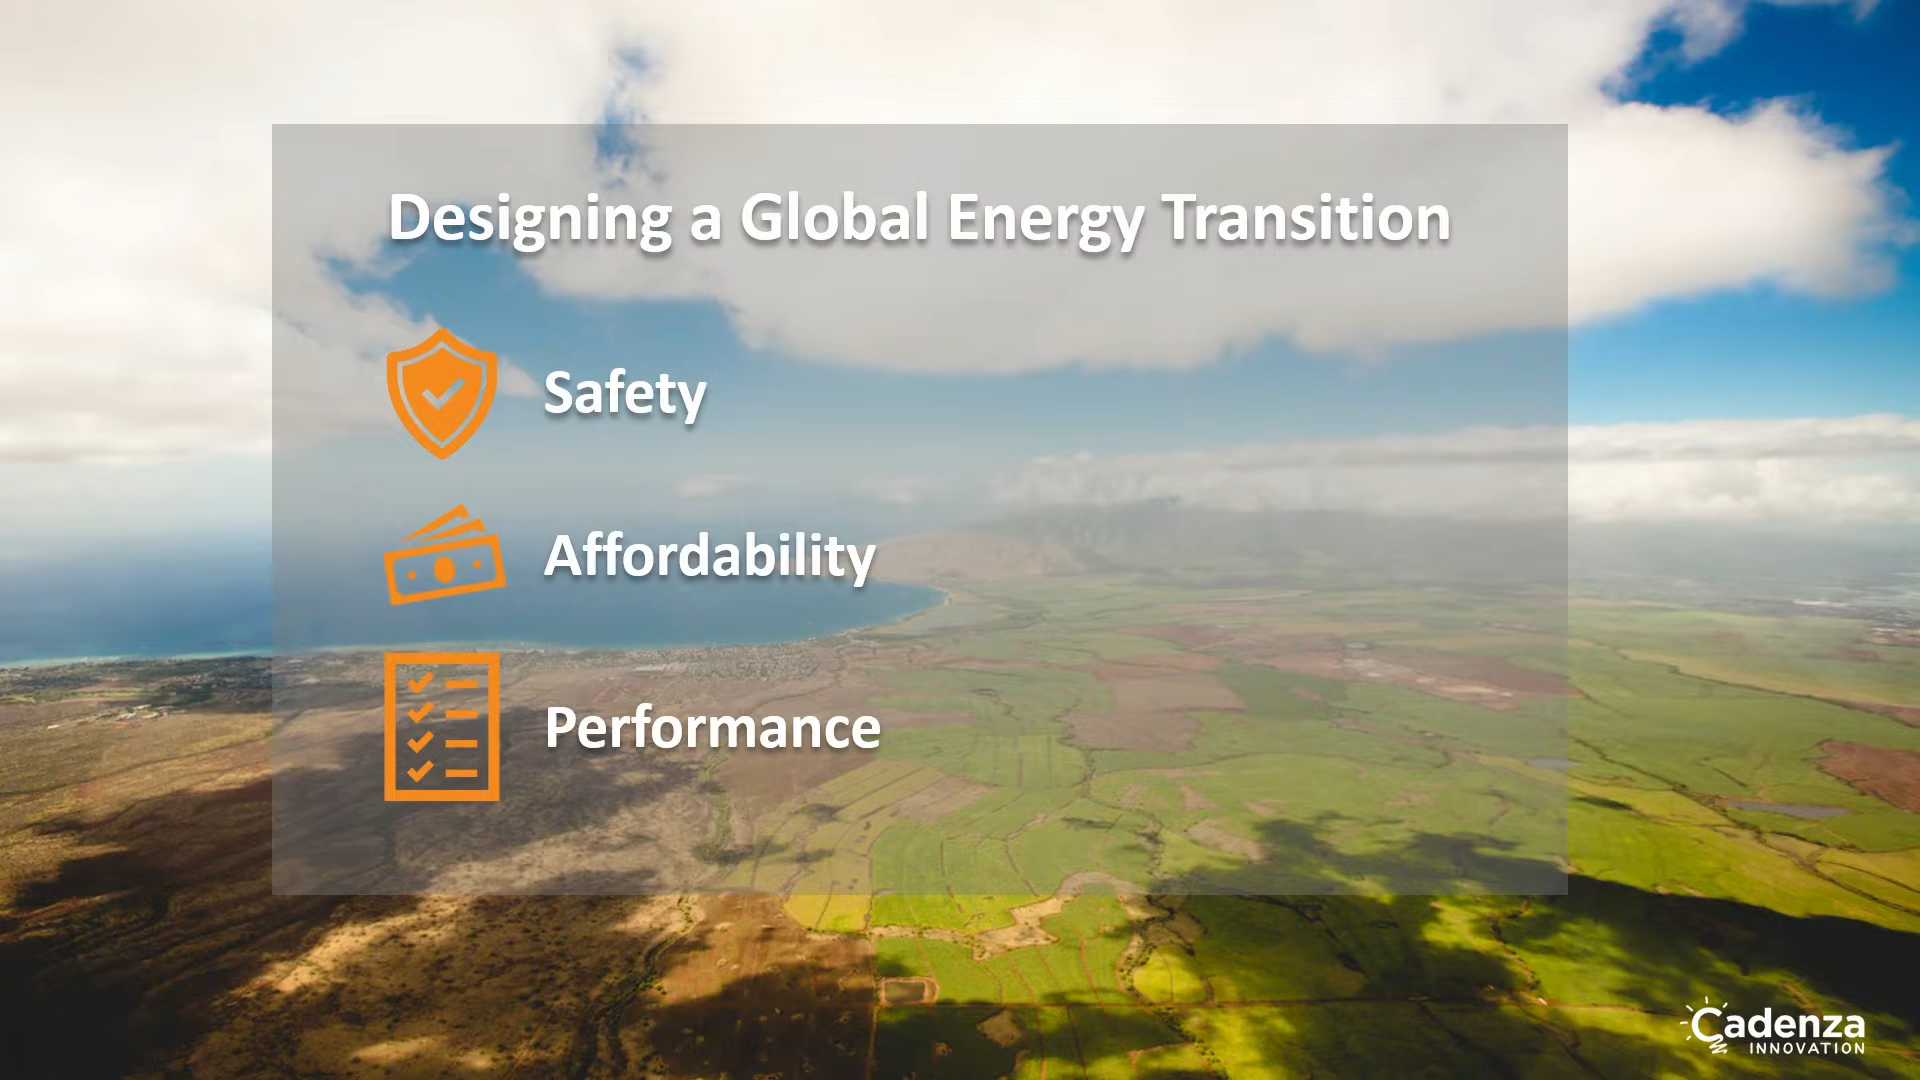 Designing a Global Energy Transition
Safety
Affordability
Performance
Cadenza
INNOVATION